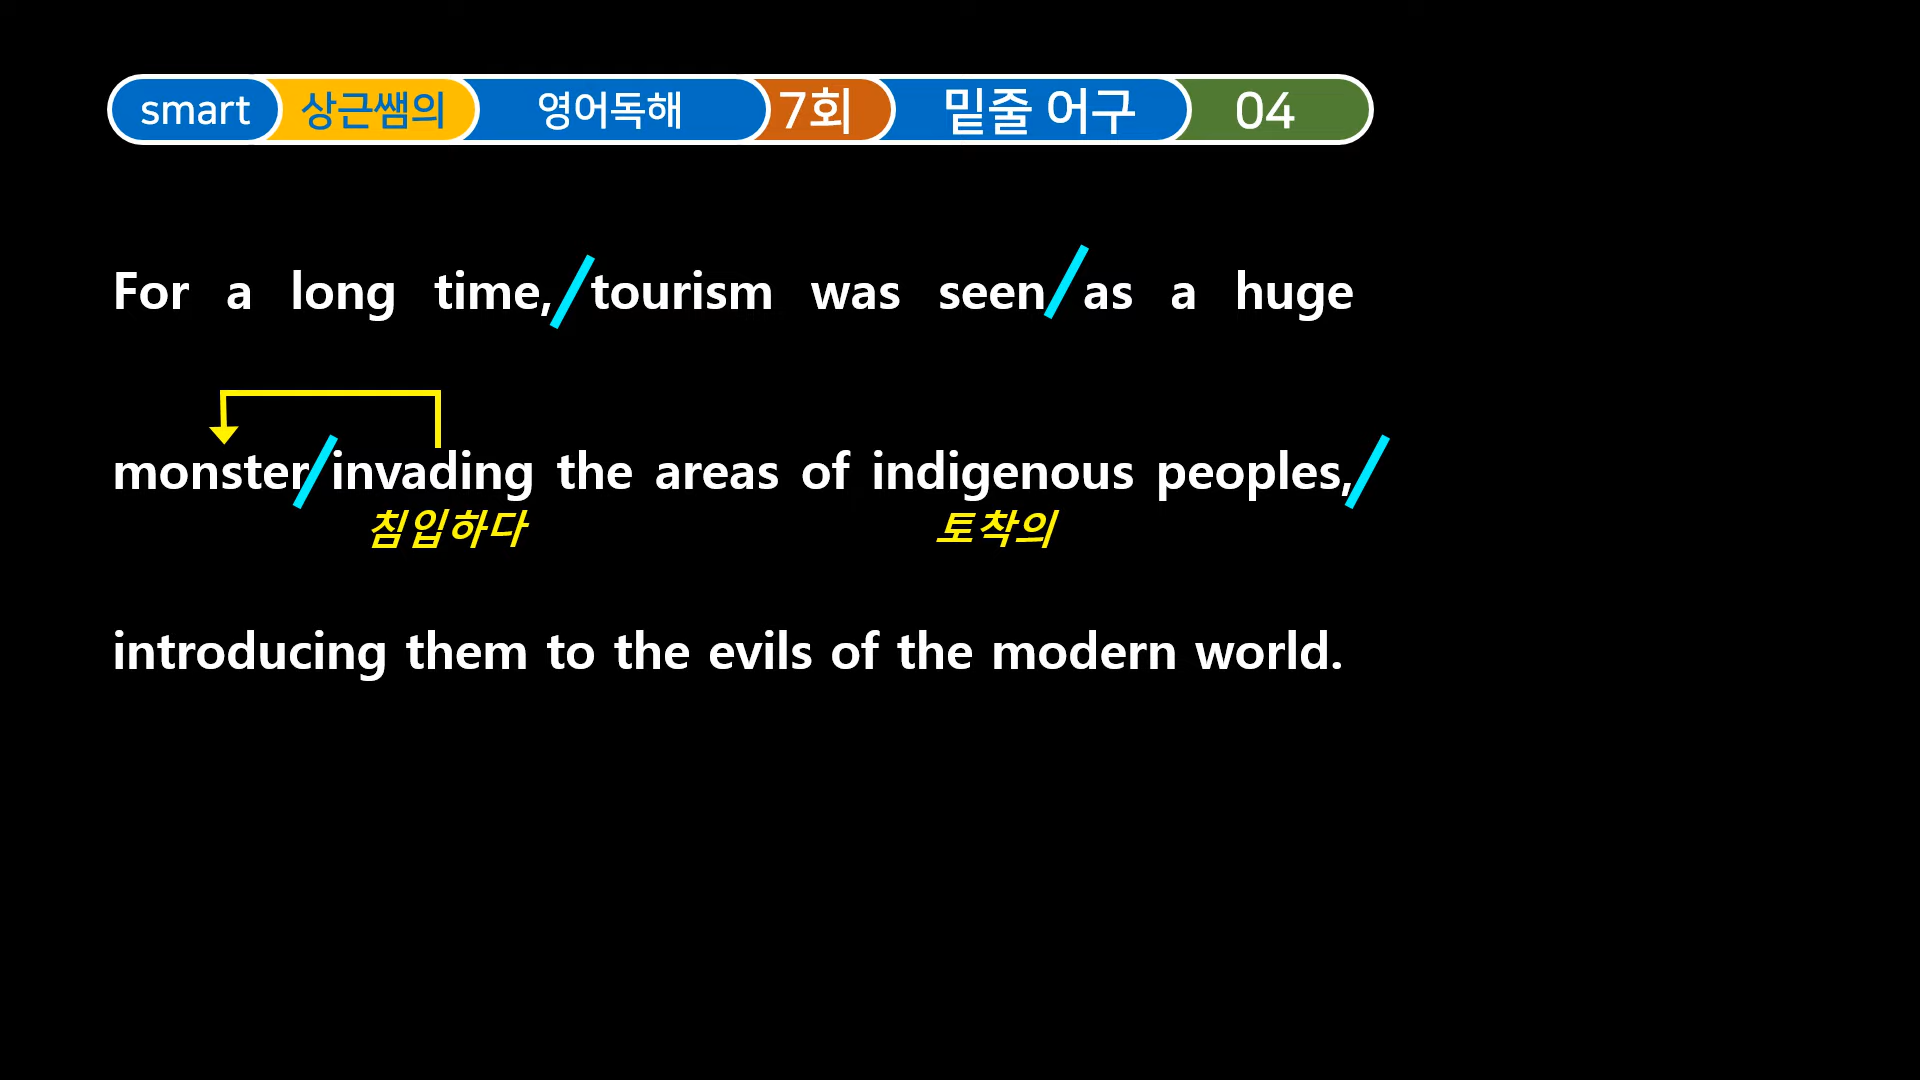 smart 상근쌤의 영어독해 7회 밑줄 어구 04
For a long time, tourism was seen as a huge
monster invading the areas of indigenous peoples,
침입하다 토착의
introducing them to the evils of the modern world.